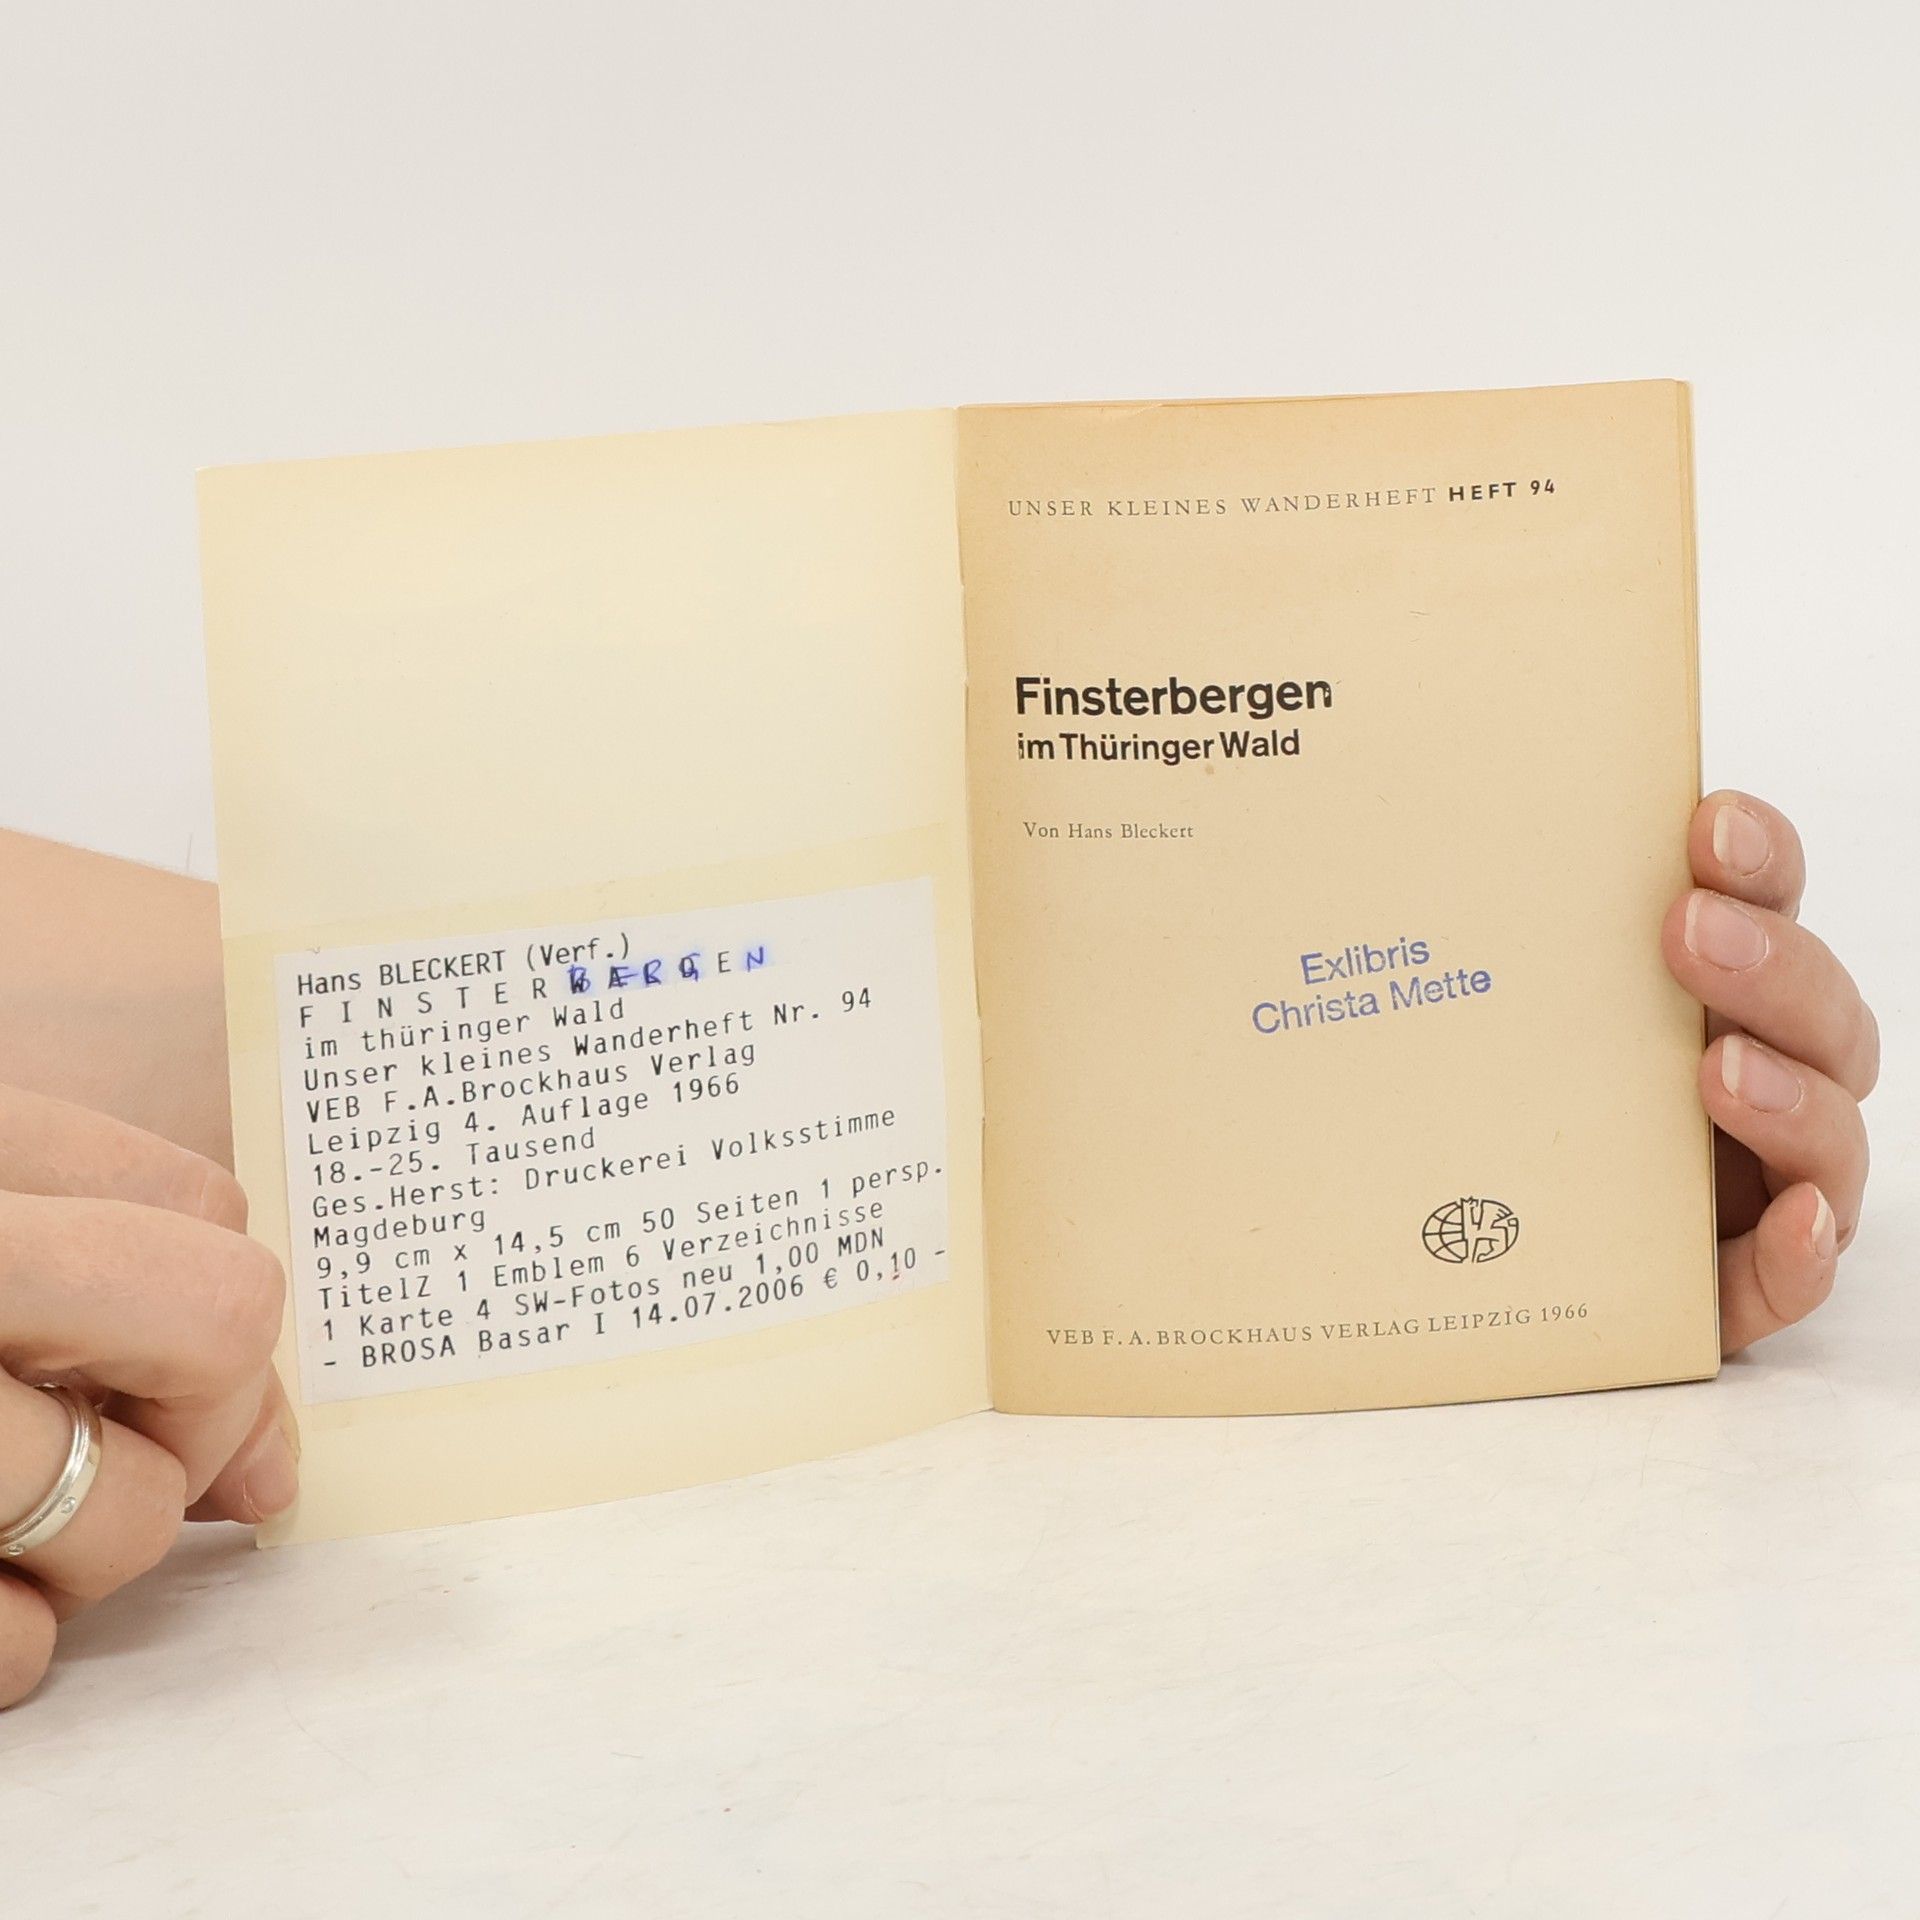 Hans BLECKERT (Verf.)
F I N S T E R B E R G E N
im thüringer Wald
Unser kleines Wanderheft Nr. 94
VEB F.A.Brockhaus Verlag
Leipzig 4. Auflage 1966
18.-25. Tausend
Ges.Herst: Druckerei Volksstimme
Magdeburg
9,9 cm x 14,5 cm 50 Seiten 1 persp.
TitelZ 1 Emblem 6 Verzeichnisse
1 Karte 4 SW-Fotos neu 1,00 MDN
- BROSA Basar I 14.07.2006 € 0,10 -
UNSER KLEINES WANDERHEFT HEFT 94
Finsterbergen
im Thüringer Wald
Von Hans Bleckert
Exlibris
Christa Mette
VEB F. A. BROCKHAUS VERLAG LEIPZIG 1966